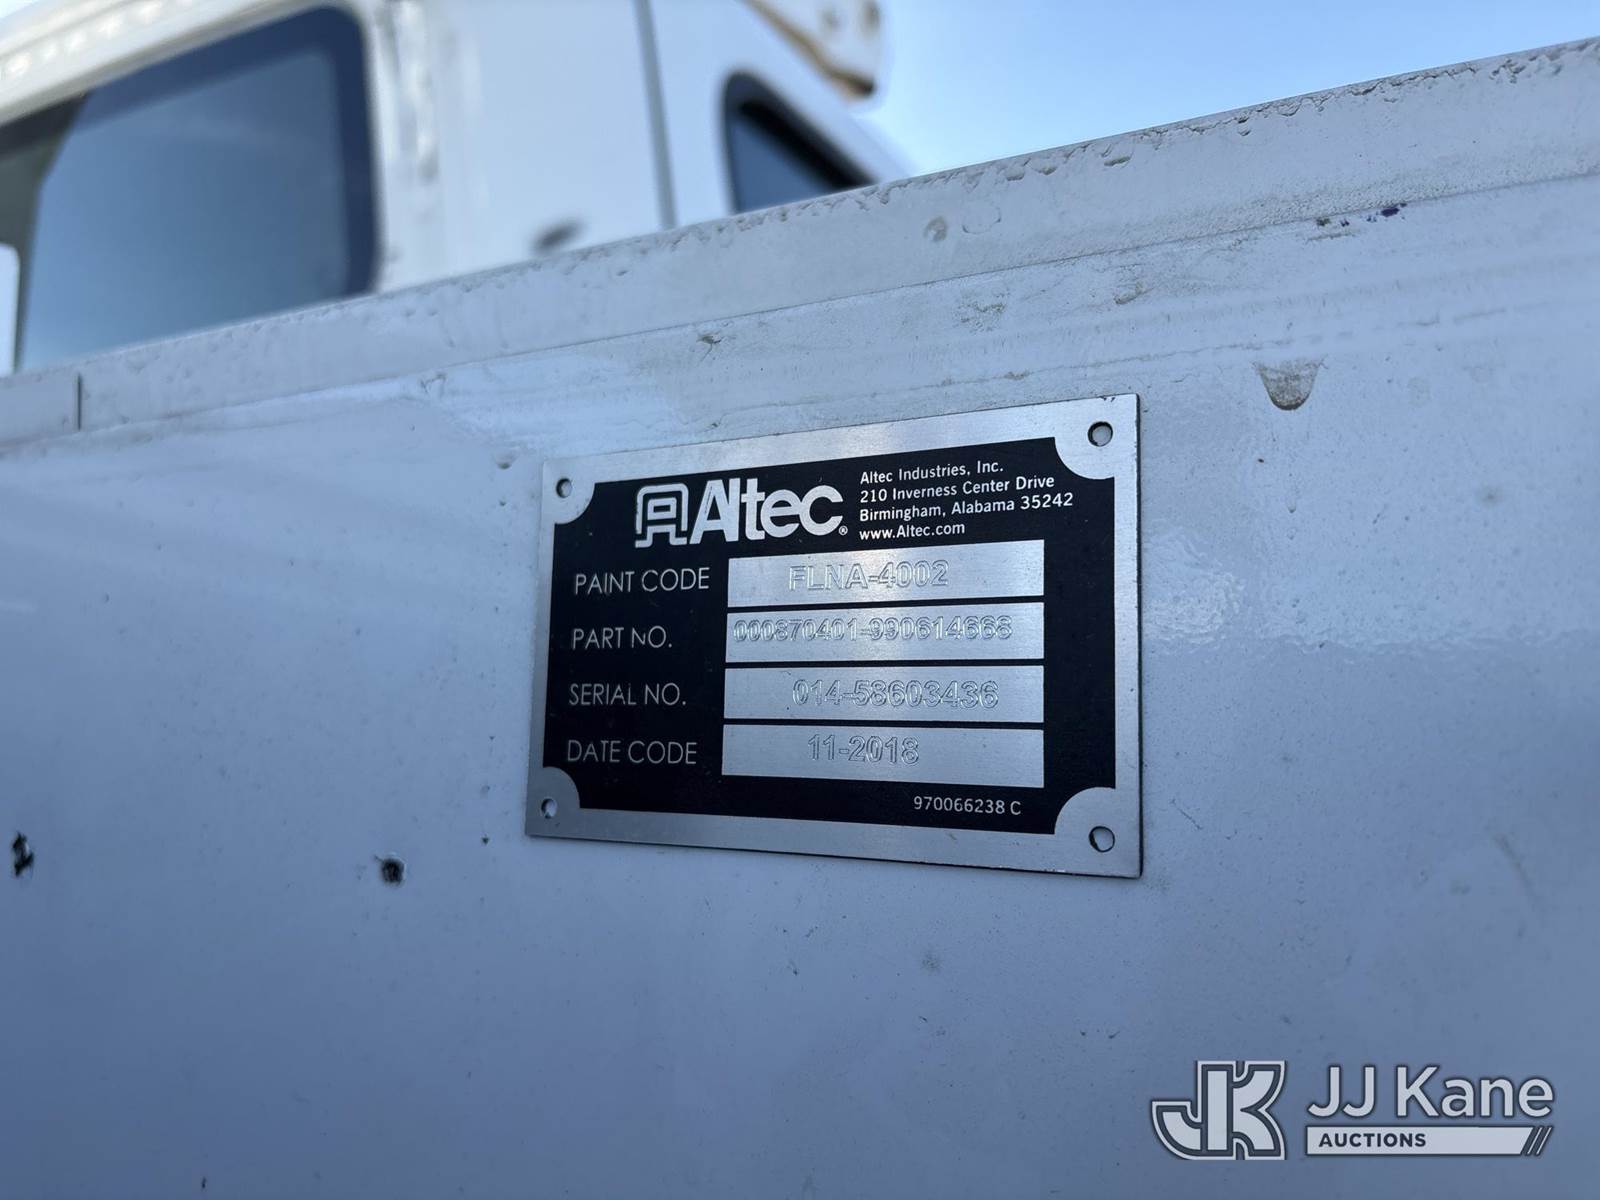 Altec®
Altec Industries, Inc.
210 Inverness Center Drive
Birmingham, Alabama 35242
www.Altec.com
PAINT CODE FLNA-4002
PART NO. 000870401-990614668
SERIAL NO. 014-58603436
DATE CODE 11-2018
970066238 C
JJ Kane
AUCTIONS